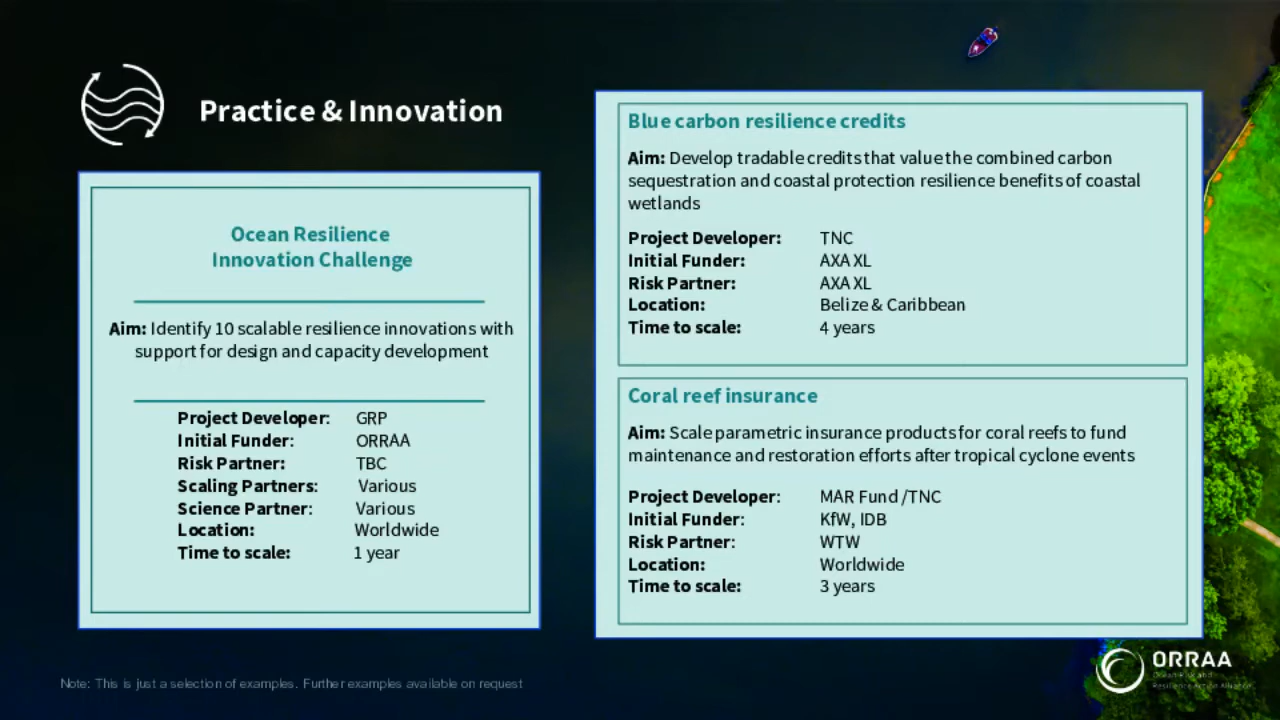 Practice & Innovation
Ocean Resilience
Innovation Challenge
Aim: Identify 10 scalable resilience innovations with
support for design and capacity development
Project Developer: GRP
Initial Funder: ORRAA
Risk Partner: TBC
Scaling Partners: Various
Science Partner: Various
Location: Worldwide
Time to scale: 1 year
Blue carbon resilience credits
Aim: Develop tradable credits that value the combined carbon
sequestration and coastal protection resilience benefits of coastal
wetlands
Project Developer: TNC
Initial Funder: AXA XL
Risk Partner: AXA XL
Location: Belize & Caribbean
Time to scale: 4 years
Coral reef insurance
Aim: Scale parametric insurance products for coral reefs to fund
maintenance and restoration efforts after tropical cyclone events
Project Developer: MAR Fund /TNC
Initial Funder: KfW, IDB
Risk Partner: WTW
Location: Worldwide
Time to scale: 3 years
Note: This is just a selection of examples. Further examples available on request
ORRAA
Ocean Risk and
Resilience Action Alliance